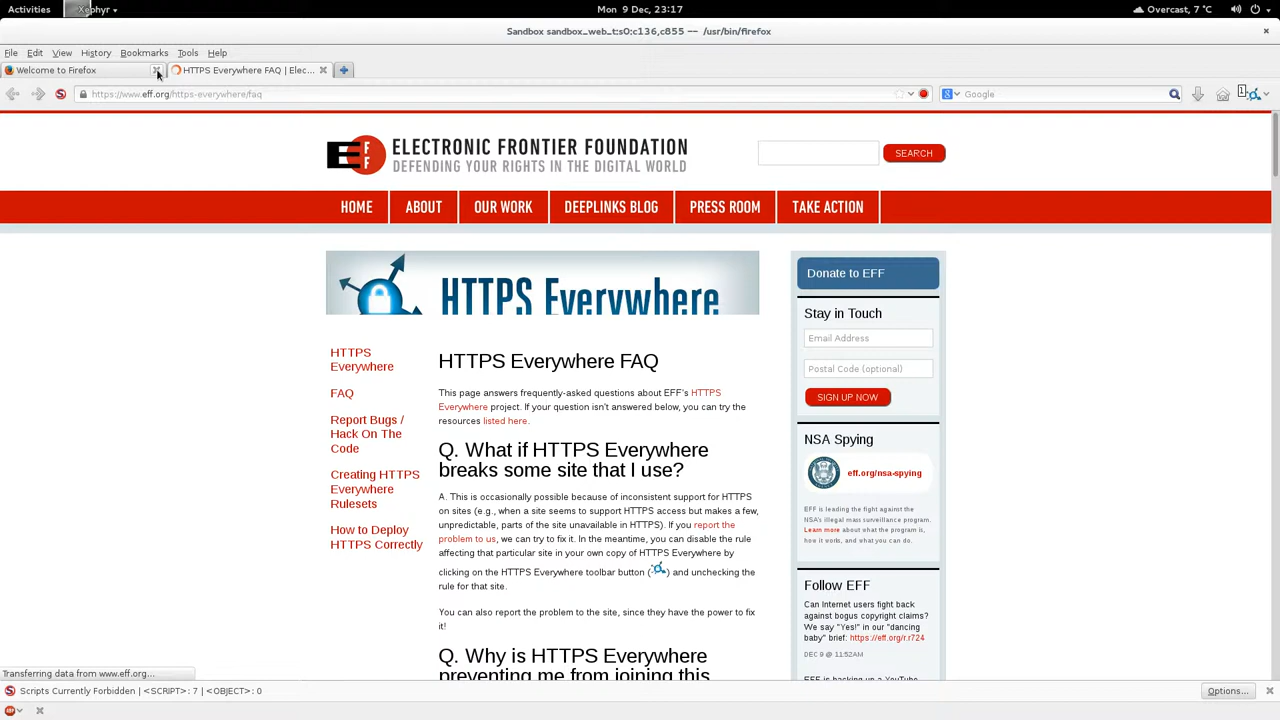 Activities
Xephyr
Mon 9 Dec, 23:17
Overcast, 7 °C
Sandbox sandbox_web_t:s0:c136,c855 -- /usr/bin/firefox
File Edit View History Bookmarks Tools Help
Welcome to Firefox
HTTPS Everywhere FAQ | Elec...
https://www.eff.org/https-everywhere/faq
Google
1
EFF
ELECTRONIC FRONTIER FOUNDATION
DEFENDING YOUR RIGHTS IN THE DIGITAL WORLD
SEARCH
HOME ABOUT OUR WORK DEEPLINKS BLOG PRESS ROOM TAKE ACTION
HTTPS Everywhere
HTTPS
Everywhere
FAQ
Report Bugs /
Hack On The
Code
Creating HTTPS
Everywhere
Rulesets
How to Deploy
HTTPS Correctly
HTTPS Everywhere FAQ
This page answers frequently-asked questions about EFF's HTTPS
Everywhere project. If your question isn't answered below, you can try the
resources listed here.
Q. What if HTTPS Everywhere
breaks some site that I use?
A. This is occasionally possible because of inconsistent support for HTTPS
on sites (e.g., when a site seems to support HTTPS access but makes a few,
unpredictable, parts of the site unavailable in HTTPS). If you report the
problem to us, we can try to fix it. In the meantime, you can disable the rule
affecting that particular site in your own copy of HTTPS Everywhere by
clicking on the HTTPS Everywhere toolbar button ( ) and unchecking the
rule for that site.
You can also report the problem to the site, since they have the power to fix
it!
Q. Why is HTTPS Everywhere
preventing me from joining this
Donate to EFF
Stay in Touch
Email Address
Postal Code (optional)
SIGN UP NOW
NSA Spying
eff.org/nsa-spying
EFF is leading the fight against the
NSA's illegal mass surveillance program.
Learn more about what the program is,
how it works, and what you can do.
Follow EFF
Can Internet users fight back
against bogus copyright claims?
We say "Yes!" in our "dancing
baby" brief: https://eff.org/r.r724
DEC 9 @ 11:52AM
EFF is backing up a YouTube
Transferring data from www.eff.org...
Scripts Currently Forbidden | <SCRIPT>: 7 | <OBJECT>: 0
Options...